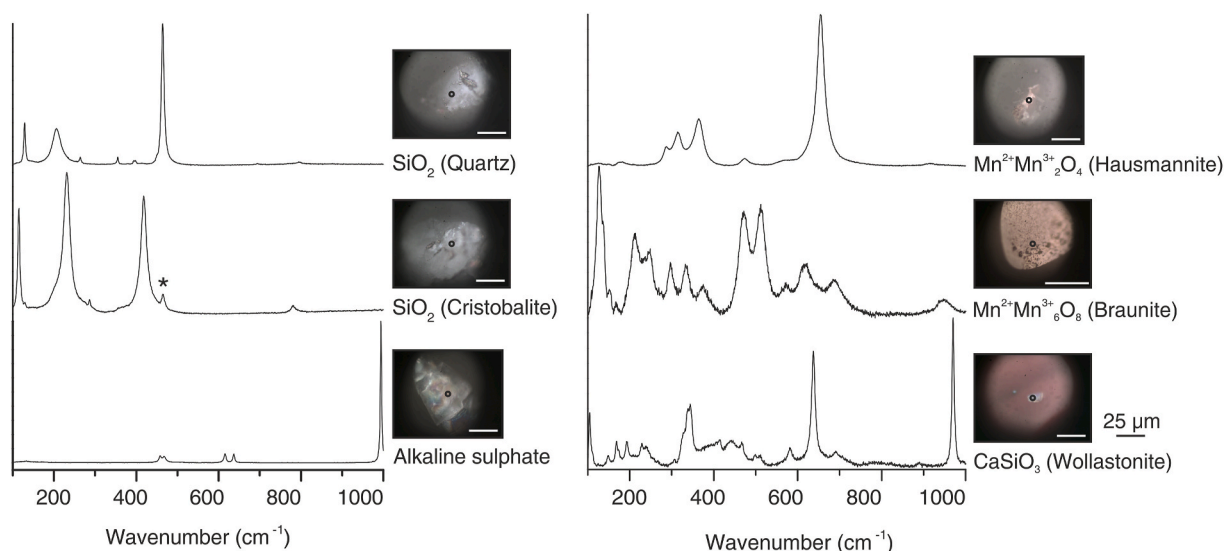 SiO₂ (Quartz)
*
SiO₂ (Cristobalite)
Alkaline sulphate
200 400 600 800 1000
Wavenumber (cm⁻¹)
Mn²⁺Mn³⁺₂O₄ (Hausmannite)
Mn²⁺Mn³⁺₆O₈ (Braunite)
25 µm
CaSiO₃ (Wollastonite)
200 400 600 800 1000
Wavenumber (cm⁻¹)